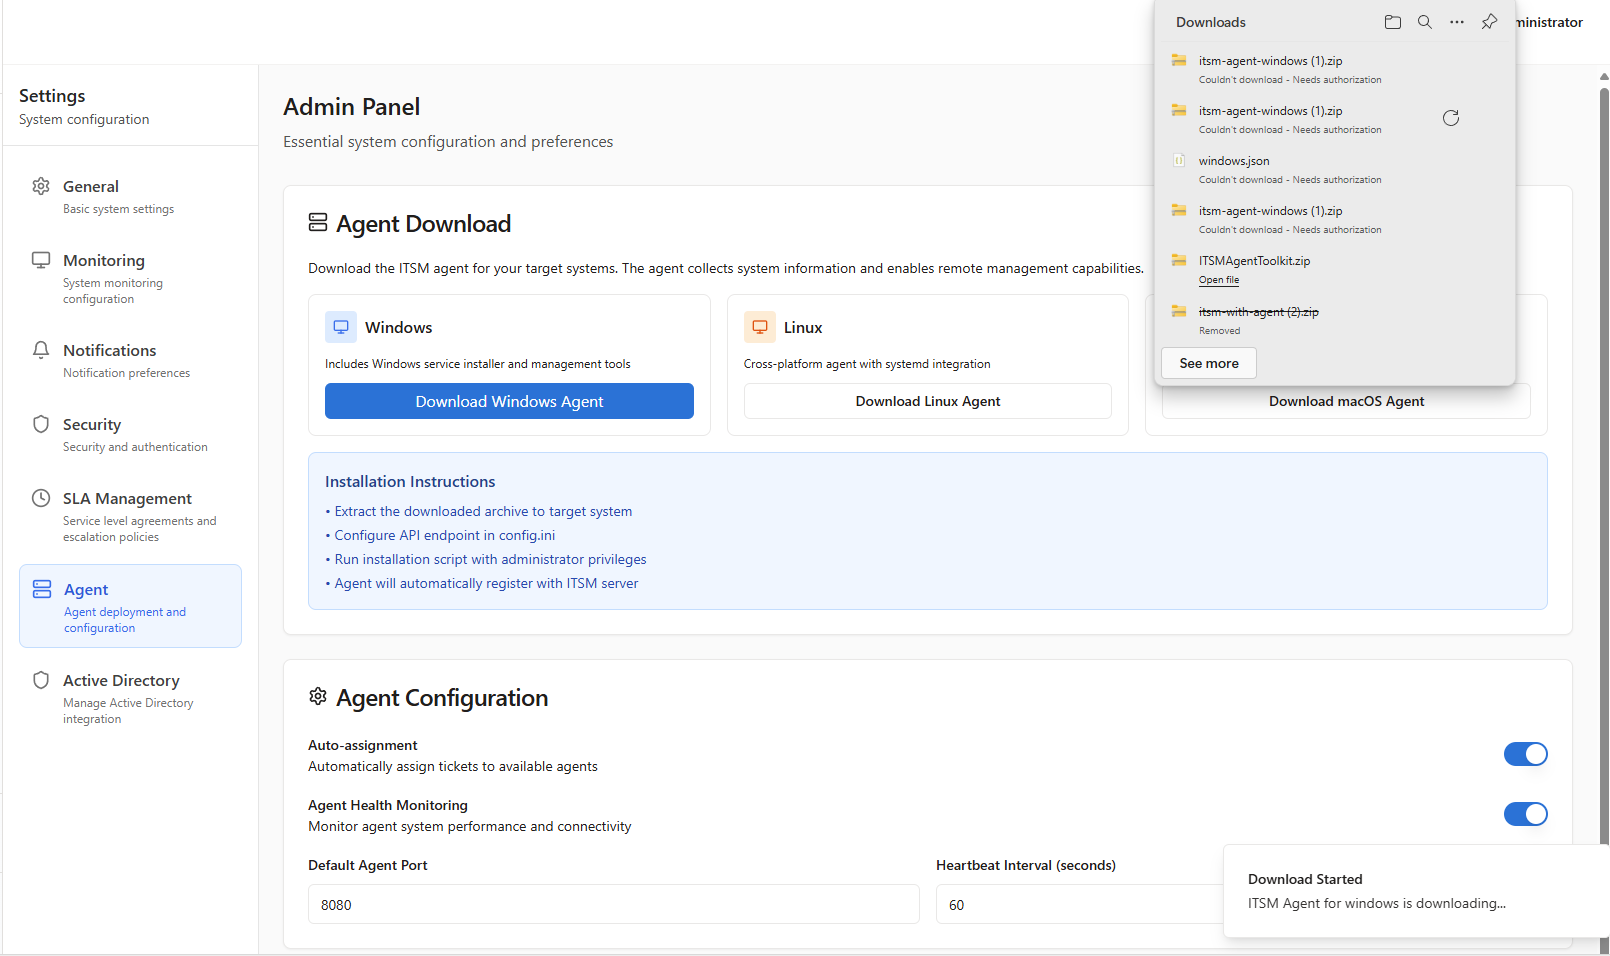 Settings
System configuration
General
Basic system settings
Monitoring
System monitoring
configuration
Notifications
Notification preferences
Security
Security and authentication
SLA Management
Service level agreements and
escalation policies
Agent
Agent deployment and
configuration
Active Directory
Manage Active Directory
integration
Admin Panel
Essential system configuration and preferences
Agent Download
Download the ITSM agent for your target systems. The agent collects system information and enables remote management capabilities.
Windows
Includes Windows service installer and management tools
Download Windows Agent
Linux
Cross-platform agent with systemd integration
Download Linux Agent
Download macOS Agent
Installation Instructions
• Extract the downloaded archive to target system
• Configure API endpoint in config.ini
• Run installation script with administrator privileges
• Agent will automatically register with ITSM server
Agent Configuration
Auto-assignment
Automatically assign tickets to available agents
Agent Health Monitoring
Monitor agent system performance and connectivity
Default Agent Port
8080
Heartbeat Interval (seconds)
60
Downloads
ministrator
itsm-agent-windows (1).zip
Couldn't download - Needs authorization
itsm-agent-windows (1).zip
Couldn't download - Needs authorization
windows.json
Couldn't download - Needs authorization
itsm-agent-windows (1).zip
Couldn't download - Needs authorization
ITSMAgentToolkit.zip
Open file
itsm-with-agent (2).zip
Removed
See more
Download Started
ITSM Agent for windows is downloading...